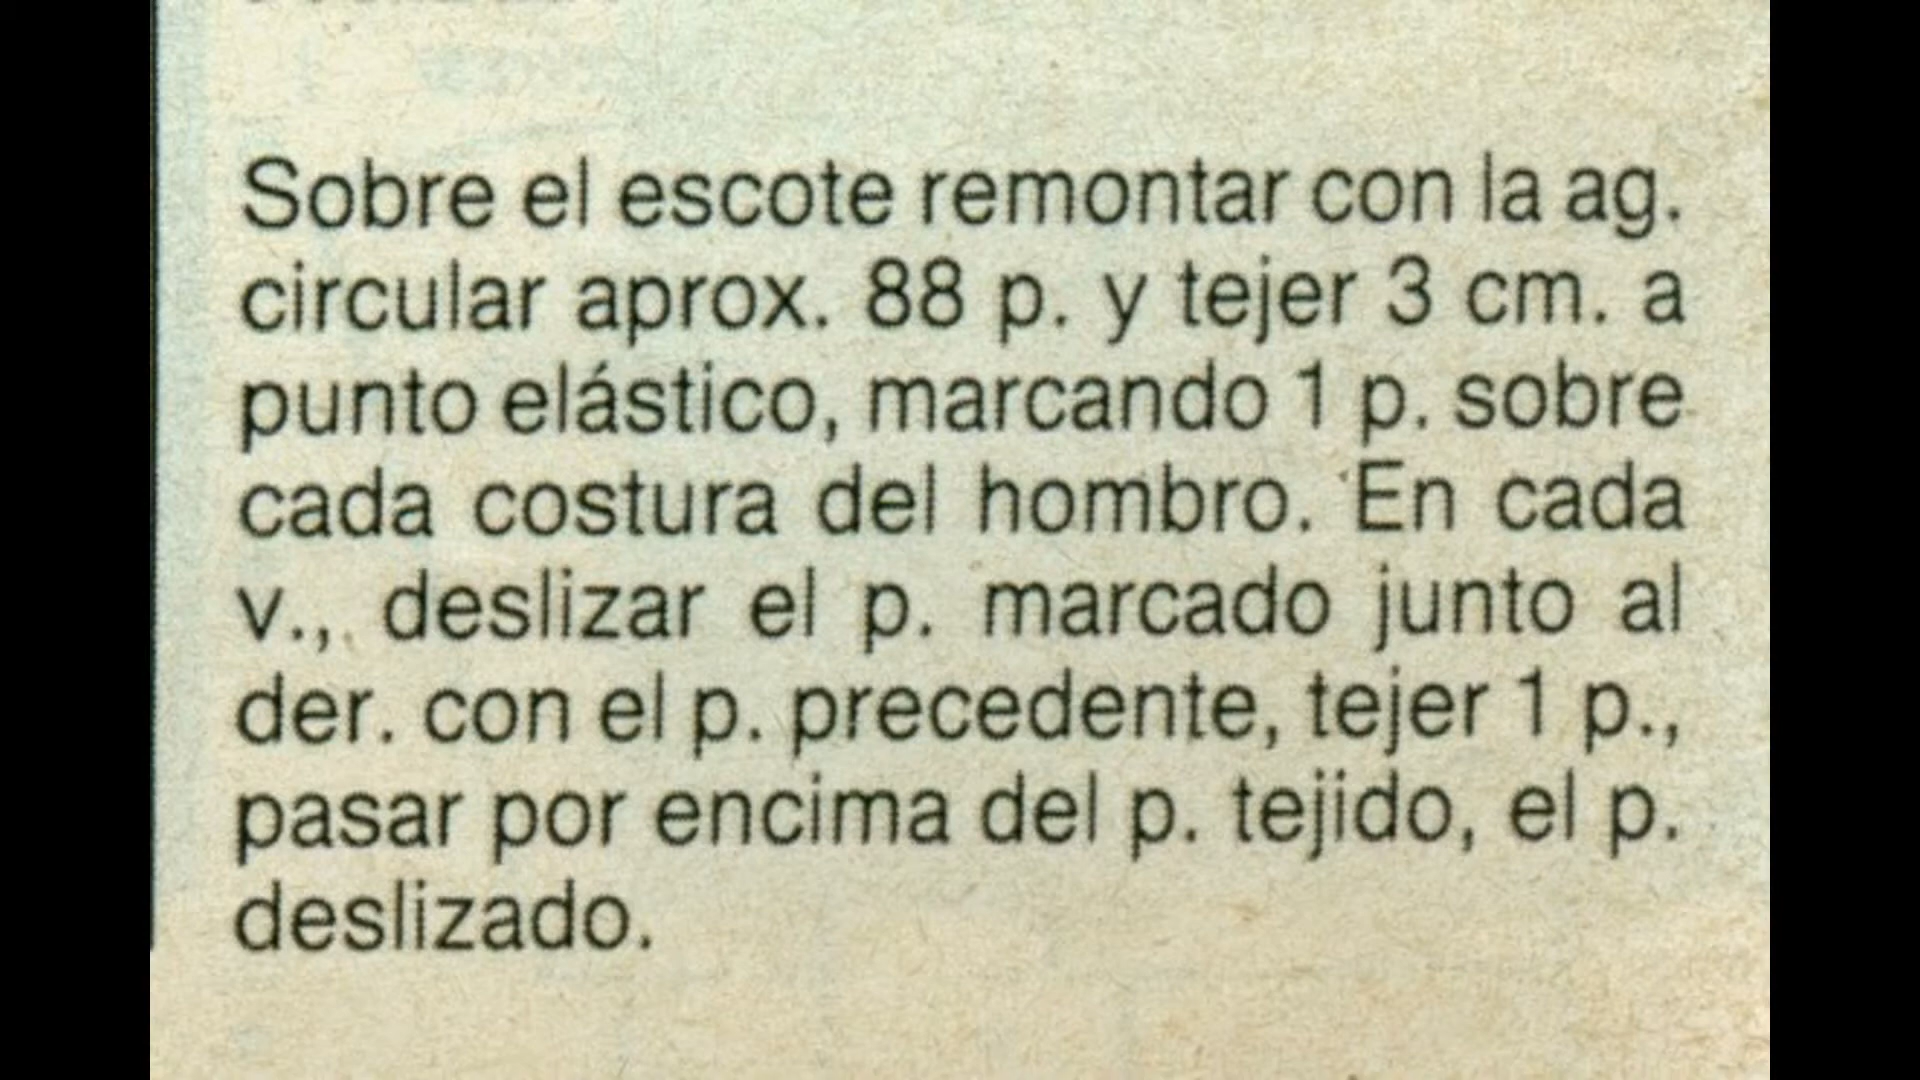 Sobre el escote remontar con la ag.
circular aprox. 88 p. y tejer 3 cm. a
punto elástico, marcando 1 p. sobre
cada costura del hombro. En cada
v., deslizar el p. marcado junto al
der. con el p. precedente, tejer 1 p.,
pasar por encima del p. tejido, el p.
deslizado.